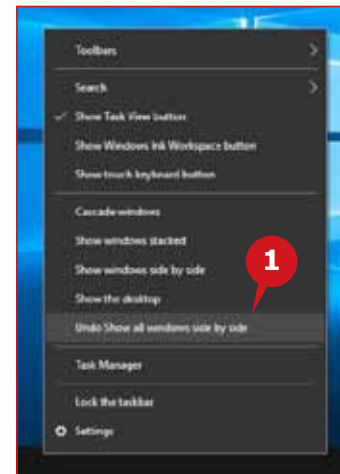 Toolbars
Search
Show Task View button
Show Windows Ink Workspace button
Show touch keyboard button
Cascade windows
Show windows stacked
Show windows side by side
1
Show the desktop
Undo Show all windows side by side
Task Manager
Lock the taskbar
Settings